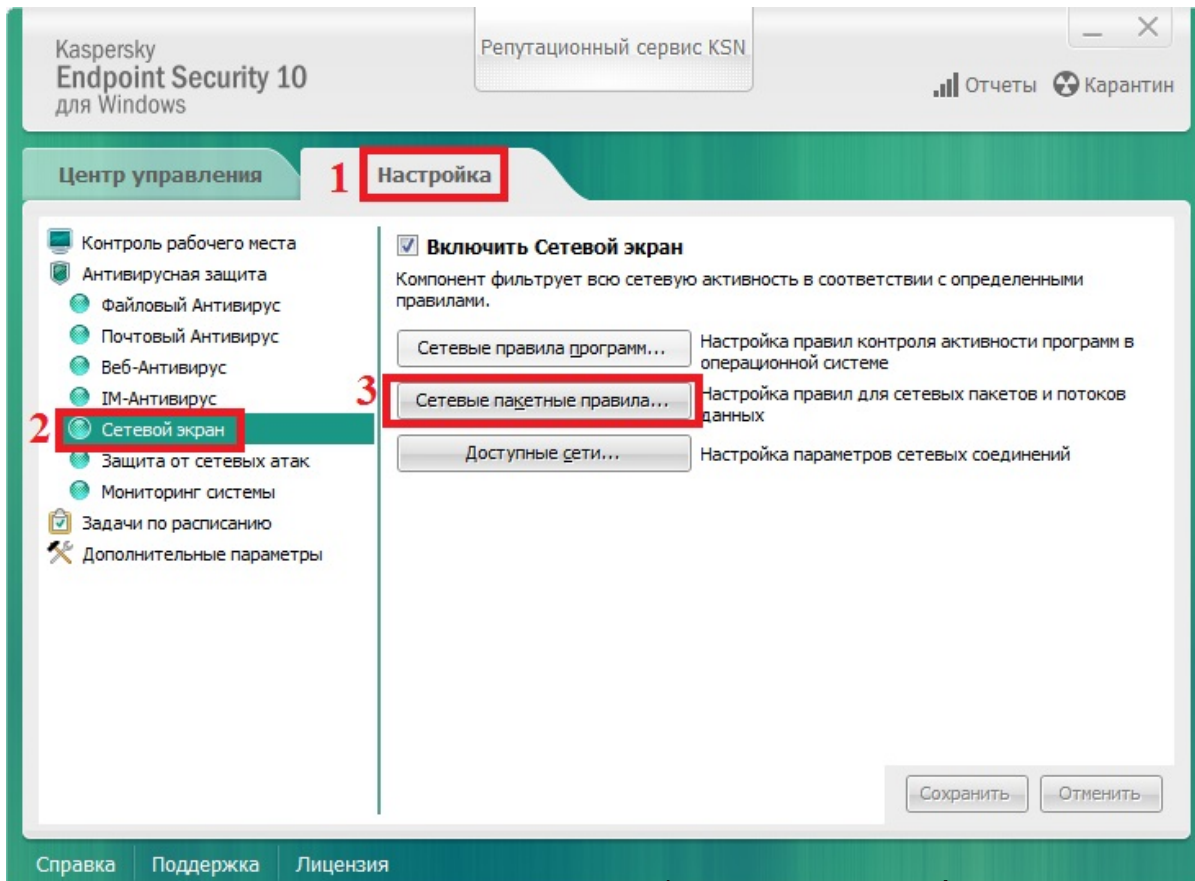 Kaspersky
Endpoint Security 10
для Windows
Репутационный сервис KSN
Отчеты
Карантин
Центр управления
1
Настройка
Контроль рабочего места
Антивирусная защита
Файловый Антивирус
Почтовый Антивирус
Веб-Антивирус
IM-Антивирус
2
Сетевой экран
Защита от сетевых атак
Мониторинг системы
Задачи по расписанию
Дополнительные параметры
Включить Сетевой экран
Компонент фильтрует всю сетевую активность в соответствии с определенными
правилами.
Сетевые правила программ...
Настройка правил контроля активности программ в
операционной системе
3
Сетевые пакетные правила...
Настройка правил для сетевых пакетов и потоков
данных
Доступные сети...
Настройка параметров сетевых соединений
Сохранить
Отменить
Справка
Поддержка
Лицензия